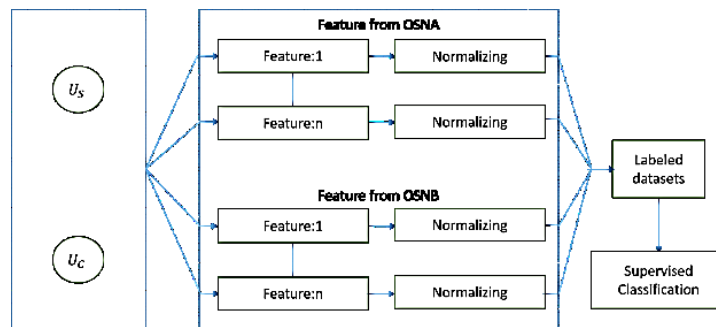 Feature from OSNA
Feature:1
Normalizing
U_S
Feature:n
Normalizing
Labeled
datasets
Feature from OSNB
Feature:1
Normalizing
U_C
Feature:n
Normalizing
Supervised
Classification